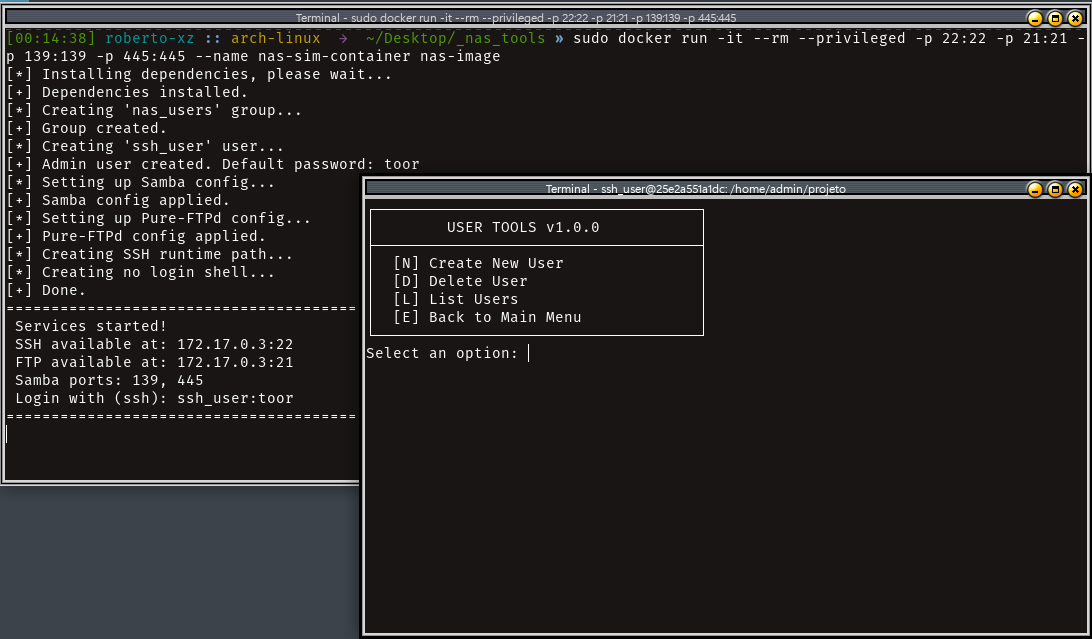 Terminal - sudo docker run -it --rm --privileged -p 22:22 -p 21:21 -p 139:139 -p 445:445
[00:14:38] roberto-xz :: arch-linux → ~/Desktop/_nas_tools » sudo docker run -it --rm --privileged -p 22:22 -p 21:21 -
p 139:139 -p 445:445 --name nas-sim-container nas-image
[*] Installing dependencies, please wait...
[+] Dependencies installed.
[*] Creating 'nas_users' group...
[+] Group created.
[*] Creating 'ssh_user' user...
[+] Admin user created. Default password: toor
[*] Setting up Samba config...
[+] Samba config applied.
[*] Setting up Pure-FTPd config...
[+] Pure-FTPd config applied.
[*] Creating SSH runtime path...
[*] Creating no login shell...
[+] Done.
=======================================
Services started!
SSH available at: 172.17.0.3:22
FTP available at: 172.17.0.3:21
Samba ports: 139, 445
Login with (ssh): ssh_user:toor
=======================================
Terminal - ssh_user@25e2a551a1dc: /home/admin/projeto
USER TOOLS v1.0.0
[N] Create New User
[D] Delete User
[L] List Users
[E] Back to Main Menu
Select an option: